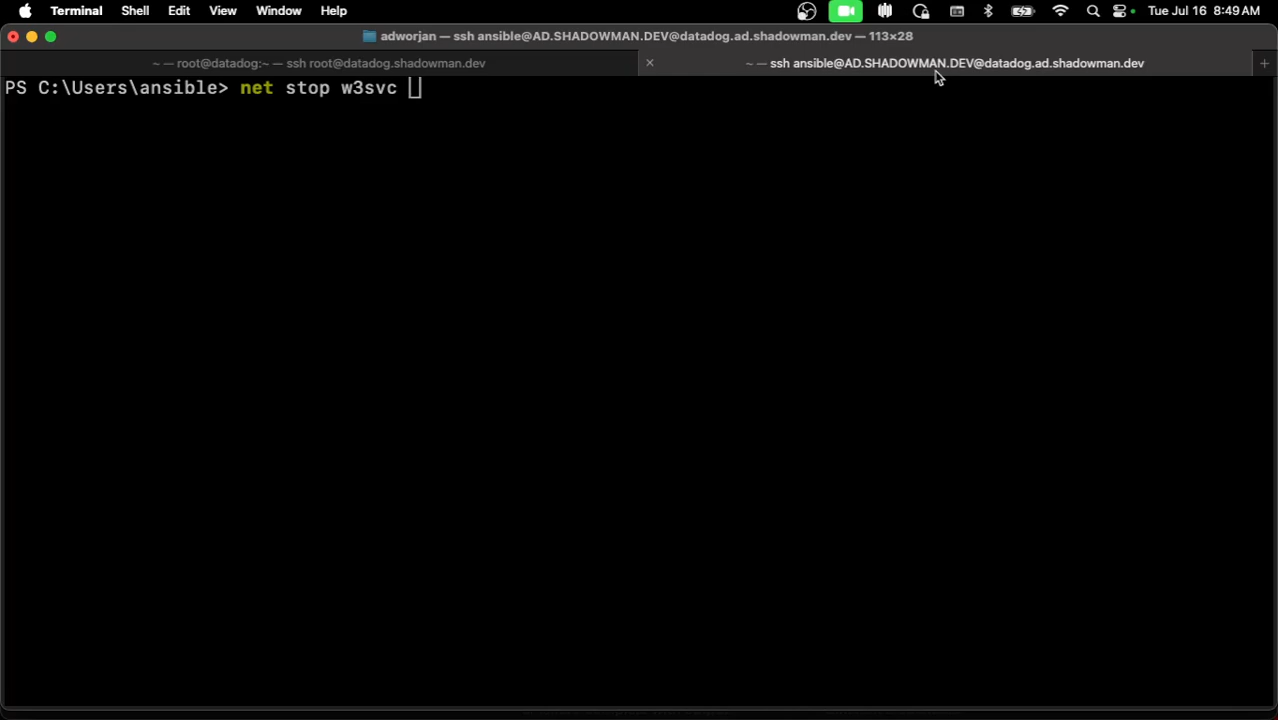 Terminal Shell Edit View Window Help Tue Jul 16 8:49 AM
adworjan — ssh ansible@AD.SHADOWMAN.DEV@datadog.ad.shadowman.dev — 113×28
~ — root@datadog:~ — ssh root@datadog.shadowman.dev
~ — ssh ansible@AD.SHADOWMAN.DEV@datadog.ad.shadowman.dev
PS C:\Users\ansible> net stop w3svc